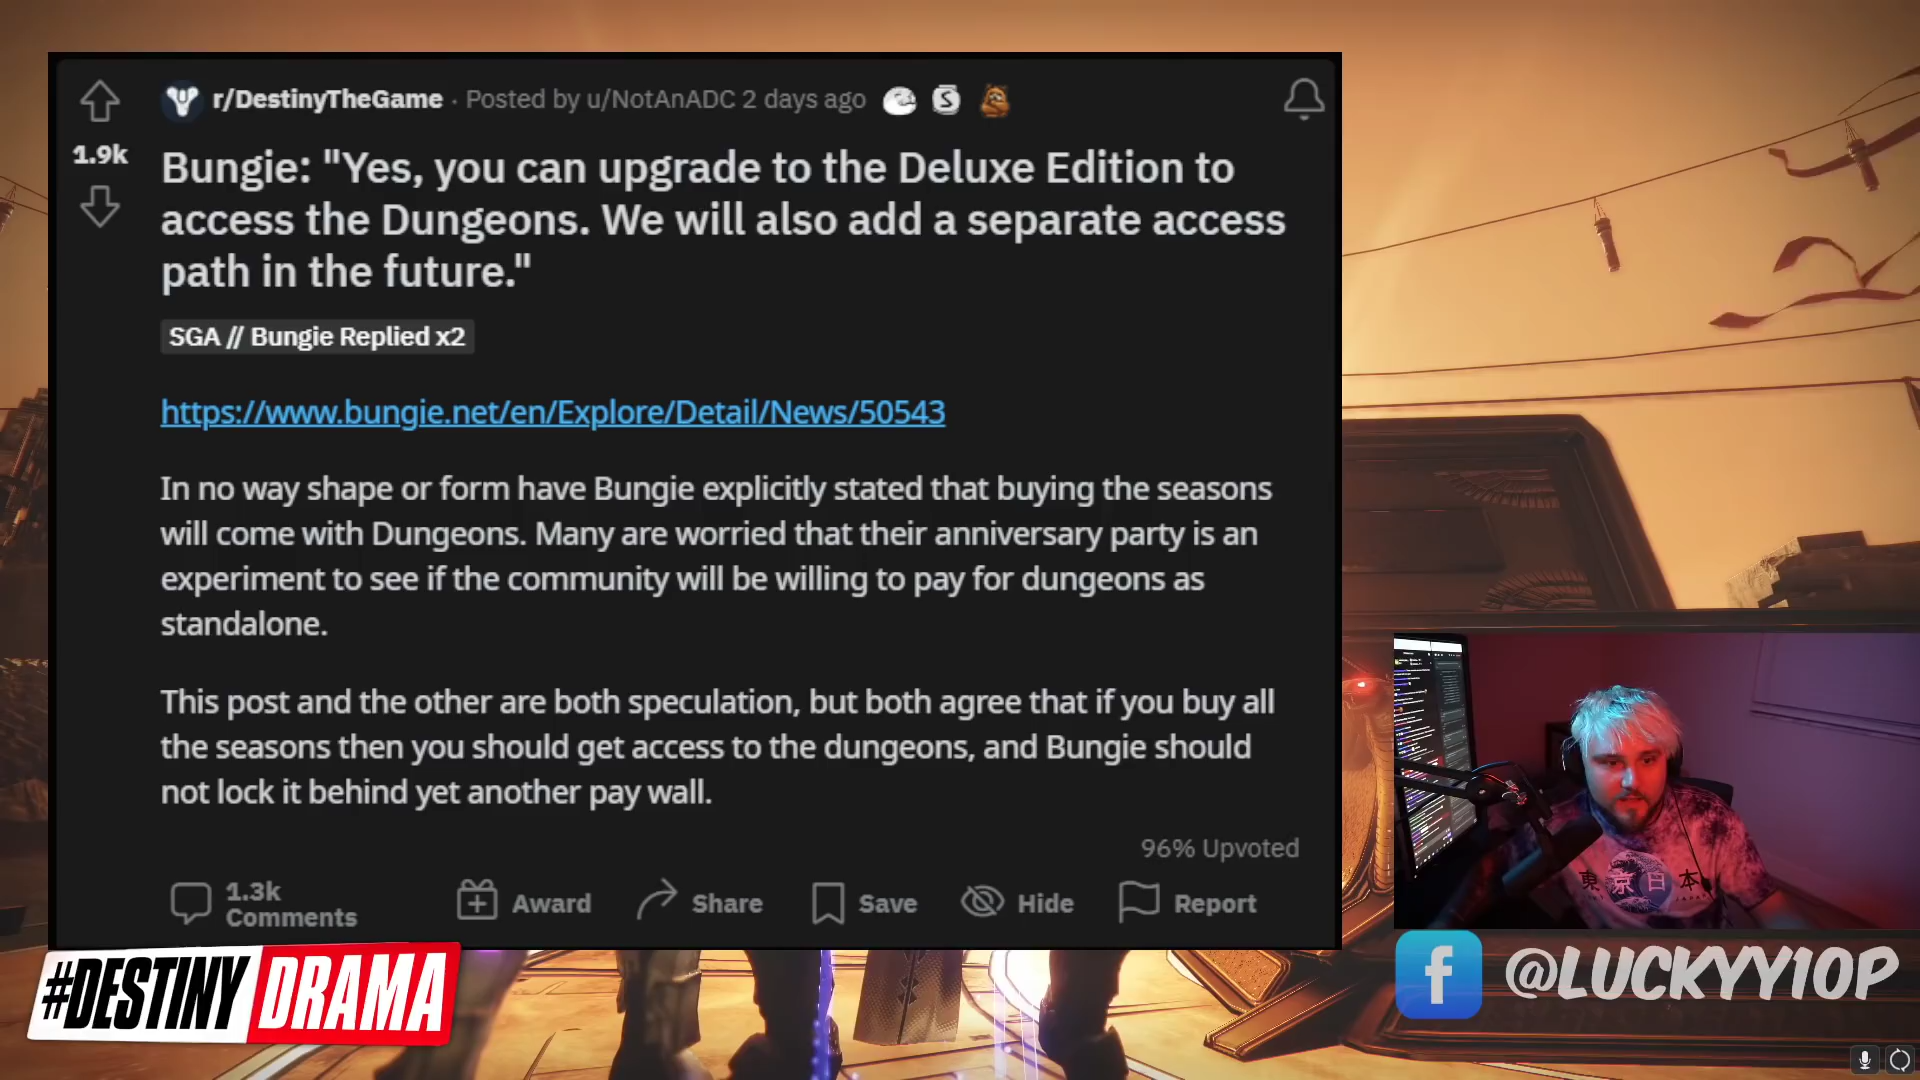 r/DestinyTheGame · Posted by u/NotAnADC 2 days ago
1.9k
Bungie: "Yes, you can upgrade to the Deluxe Edition to
access the Dungeons. We will also add a separate access
path in the future."
SGA // Bungie Replied x2
https://www.bungie.net/en/Explore/Detail/News/50543
In no way shape or form have Bungie explicitly stated that buying the seasons
will come with Dungeons. Many are worried that their anniversary party is an
experiment to see if the community will be willing to pay for dungeons as
standalone.
This post and the other are both speculation, but both agree that if you buy all
the seasons then you should get access to the dungeons, and Bungie should
not lock it behind yet another pay wall.
96% Upvoted
1.3k
Comments
Award
Share
Save
Hide
Report
東京日本
#DESTINY DRAMA
f @LUCKYY10P